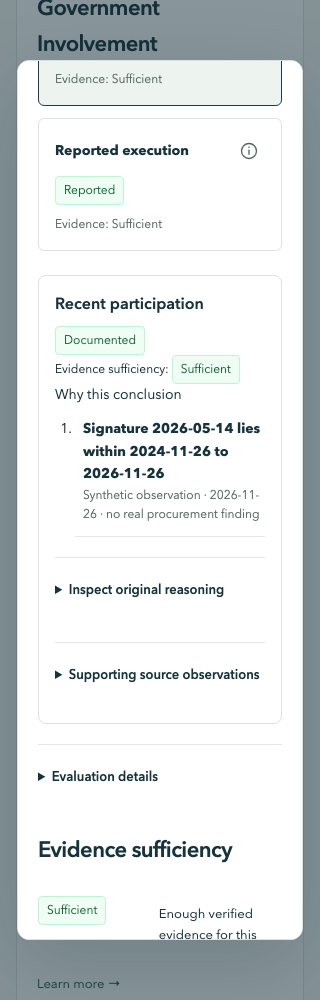 Government
Involvement
Evidence: Sufficient
Reported execution
Reported
Evidence: Sufficient
Recent participation
Documented
Evidence sufficiency: Sufficient
Why this conclusion
1. Signature 2026-05-14 lies
within 2024-11-26 to
2026-11-26
Synthetic observation · 2026-11-
26 · no real procurement finding
▶ Inspect original reasoning
▶ Supporting source observations
▶ Evaluation details
Evidence sufficiency
Sufficient
Enough verified
evidence for this
Learn more →